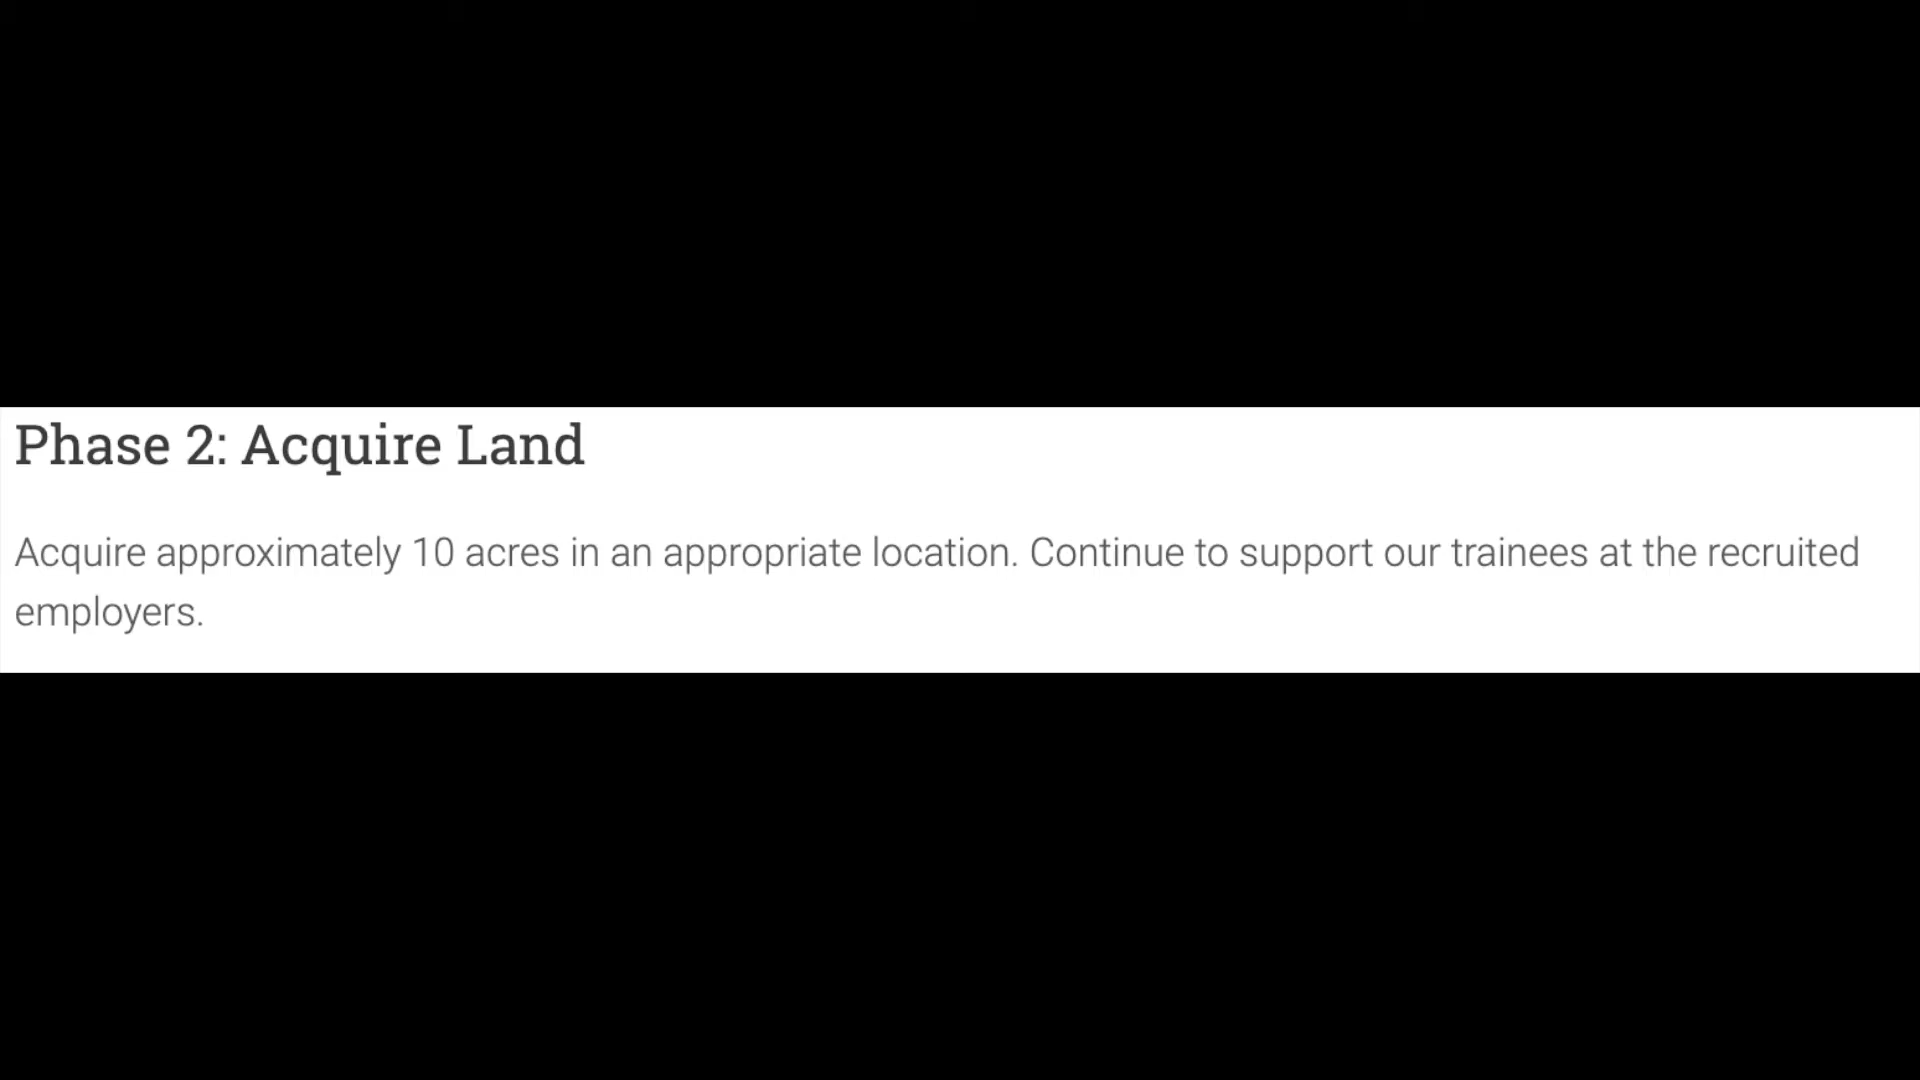 Phase 2: Acquire Land
Acquire approximately 10 acres in an appropriate location. Continue to support our trainees at the recruited
employers.